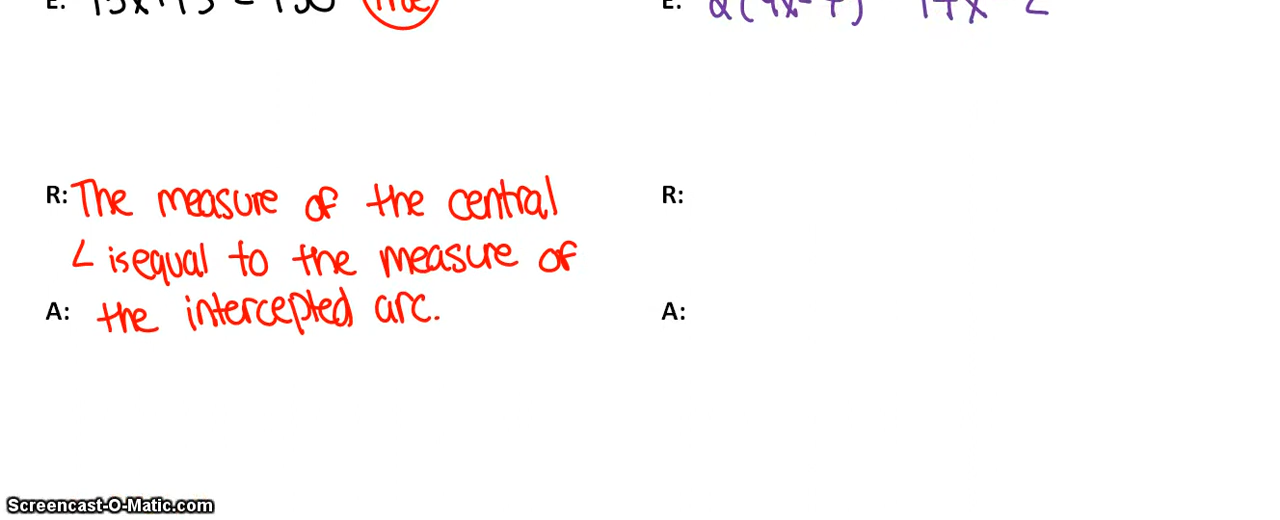 E:
E:
R: The measure of the central
∠ is equal to the measure of
A: the intercepted arc.
R:
A:
Screencast-O-Matic.com